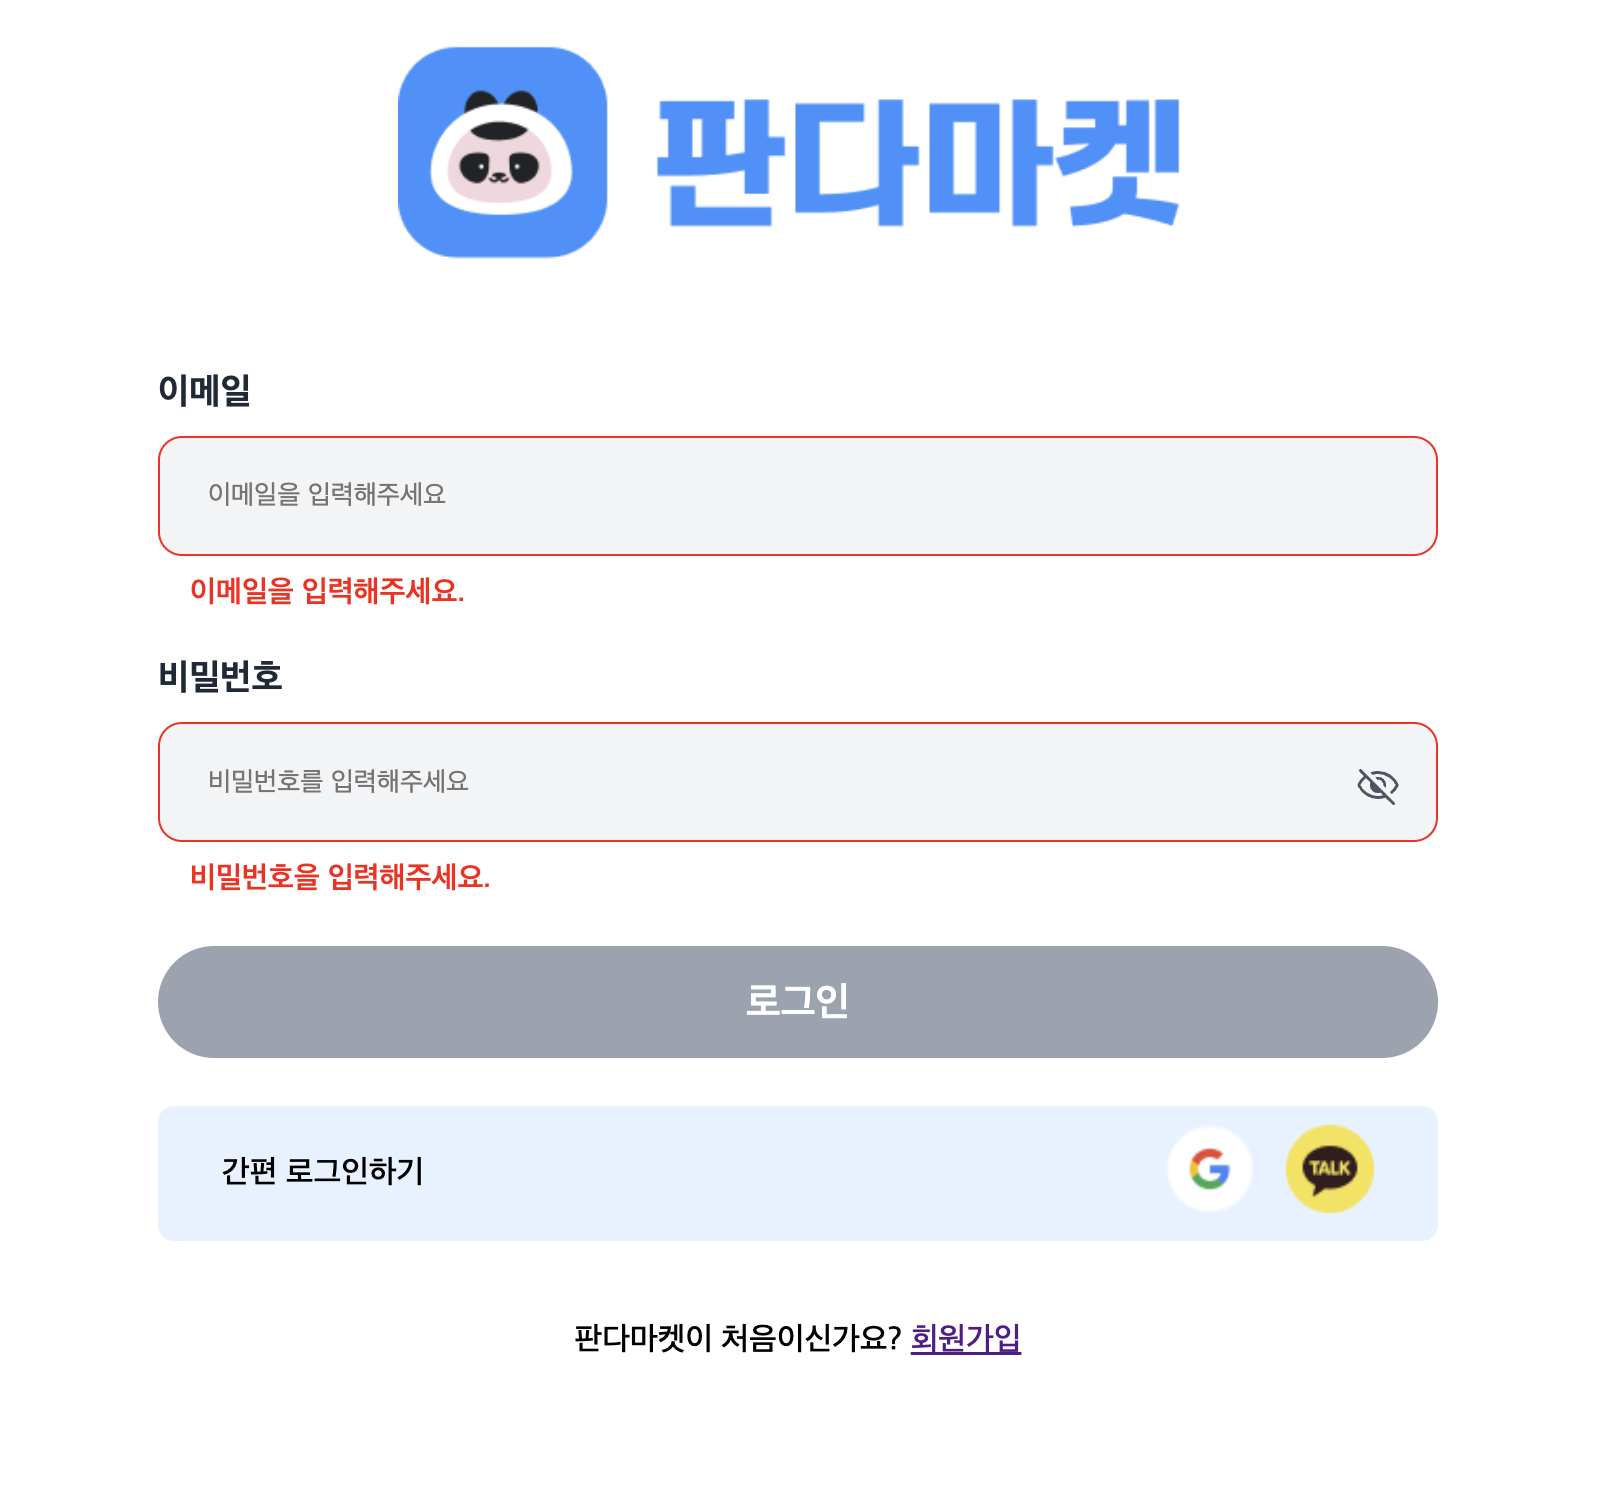 판다마켓
이메일
이메일을 입력해주세요
이메일을 입력해주세요.
비밀번호
비밀번호를 입력해주세요
비밀번호을 입력해주세요.
로그인
간편 로그인하기
G
TALK
판다마켓이 처음이신가요? 회원가입